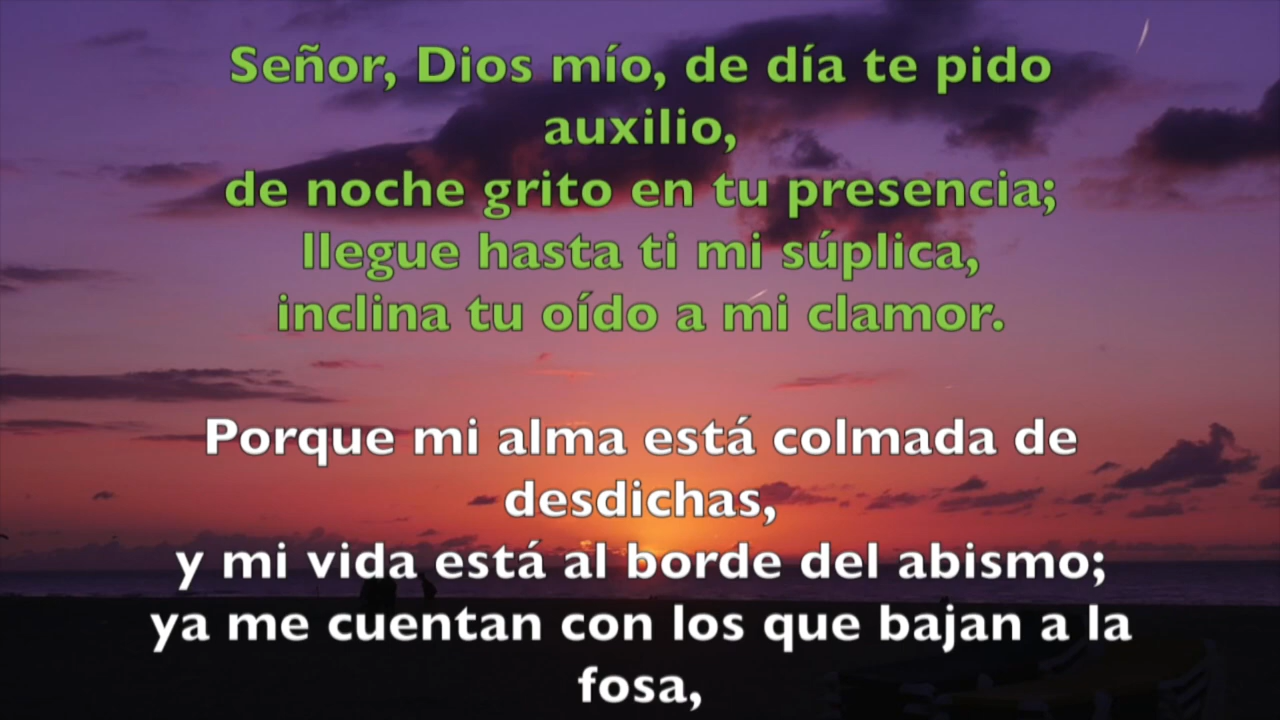 Señor, Dios mío, de día te pido
auxilio,
de noche grito en tu presencia;
llegue hasta ti mi súplica,
inclina tu oído a mi clamor.
Porque mi alma está colmada de
desdichas,
y mi vida está al borde del abismo;
ya me cuentan con los que bajan a la
fosa,